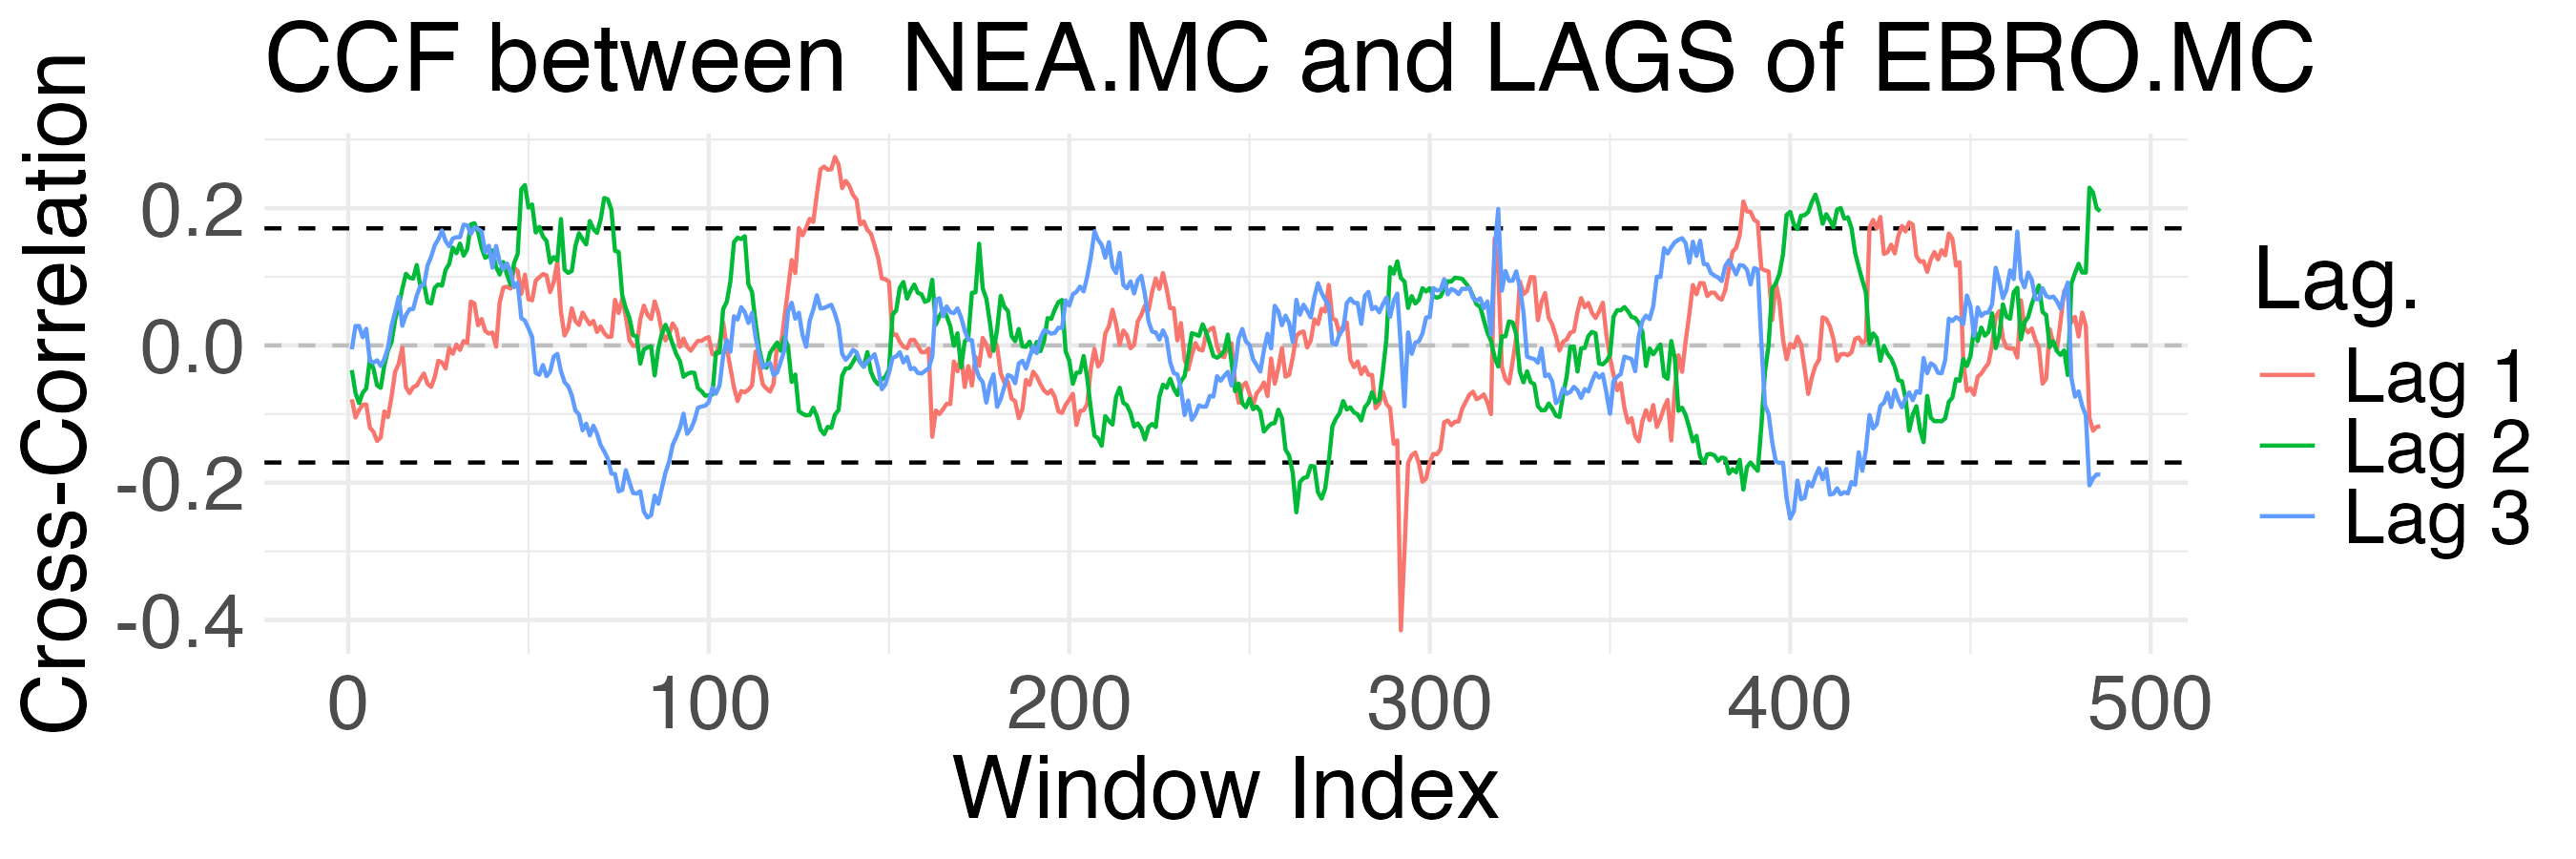 CCF between  NEA.MC and LAGS of EBRO.MC
Cross-Correlation
0.2
0.0
-0.2
-0.4
0 100 200 300 400 500
Window Index
Lag.
Lag 1
Lag 2
Lag 3